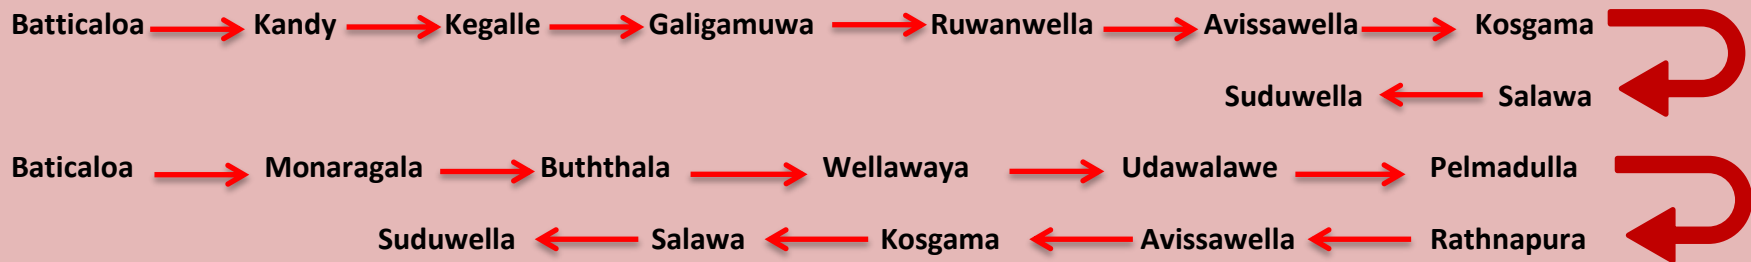 Batticaloa Kandy Kegalle Galigamuwa Ruwanwella Avissawella Kosgama
Suduwella Salawa
Baticaloa Monaragala Buththala Wellawaya Udawalawe Pelmadulla
Suduwella Salawa Kosgama Avissawella Rathnapura